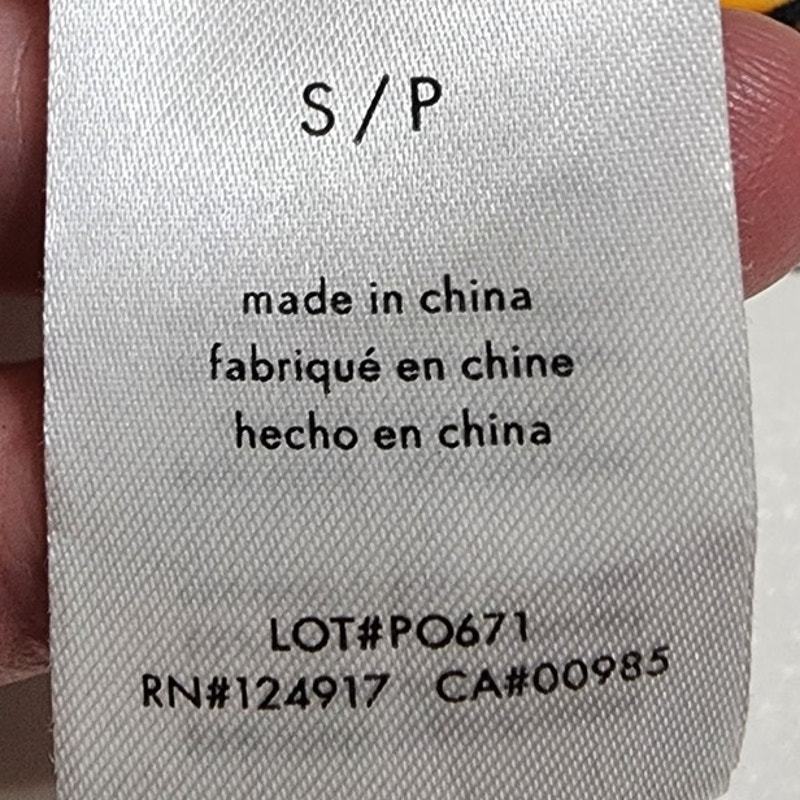 S / P
made in china
fabriqué en chine
hecho en china
LOT#PO671
RN#124917 CA#00985